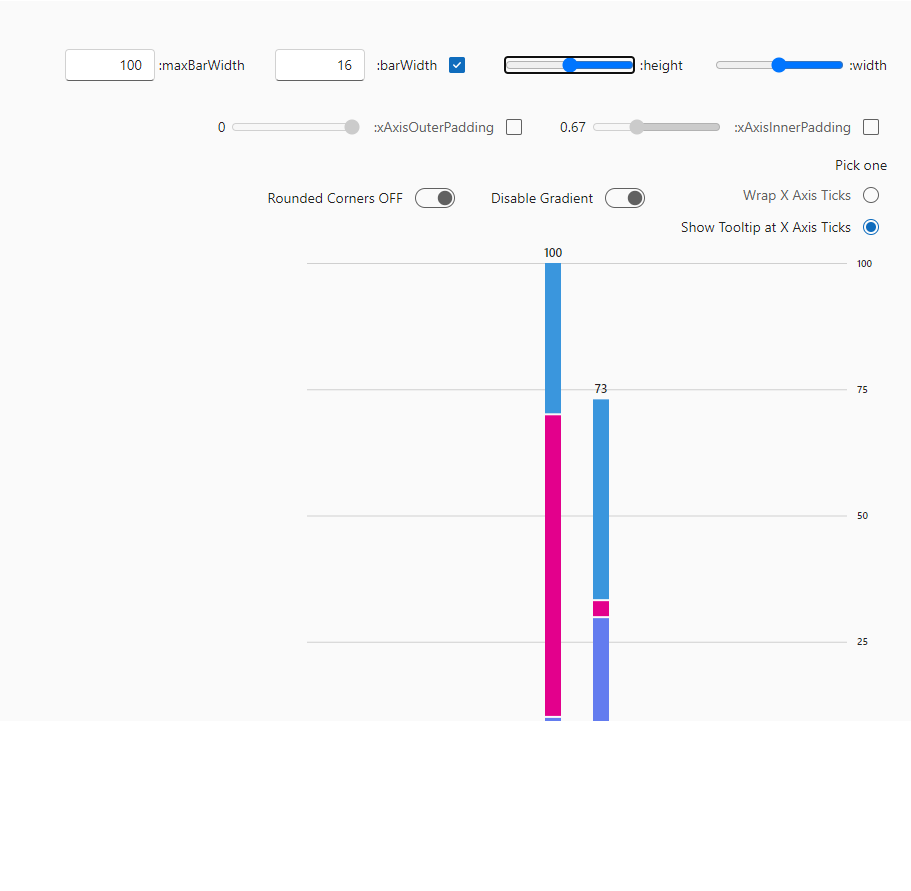 width:
height:
barWidth:
16
maxBarWidth:
100
xAxisInnerPadding:
0.67
xAxisOuterPadding:
0
Pick one
Wrap X Axis Ticks
Show Tooltip at X Axis Ticks
Disable Gradient
Rounded Corners OFF
100
100
73
75
50
25